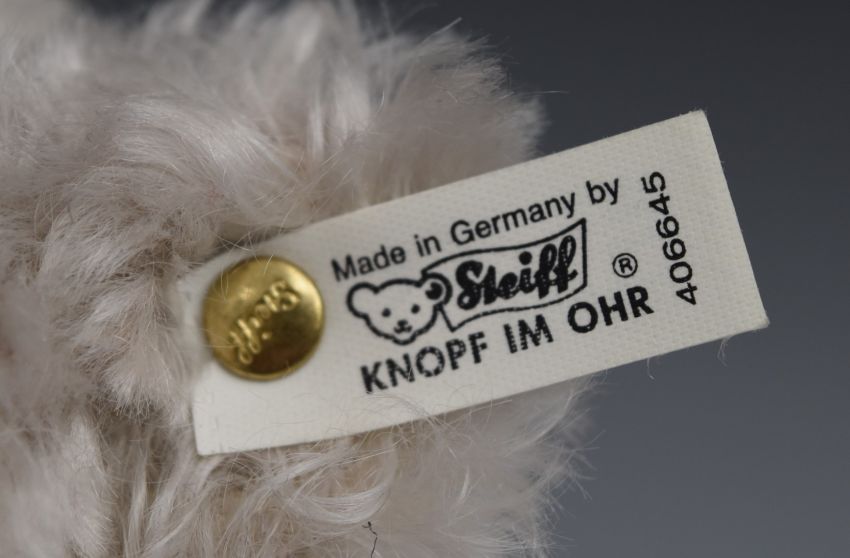 Made in Germany by
Steiff ®
KNOPF IM OHR
406645
Steiff